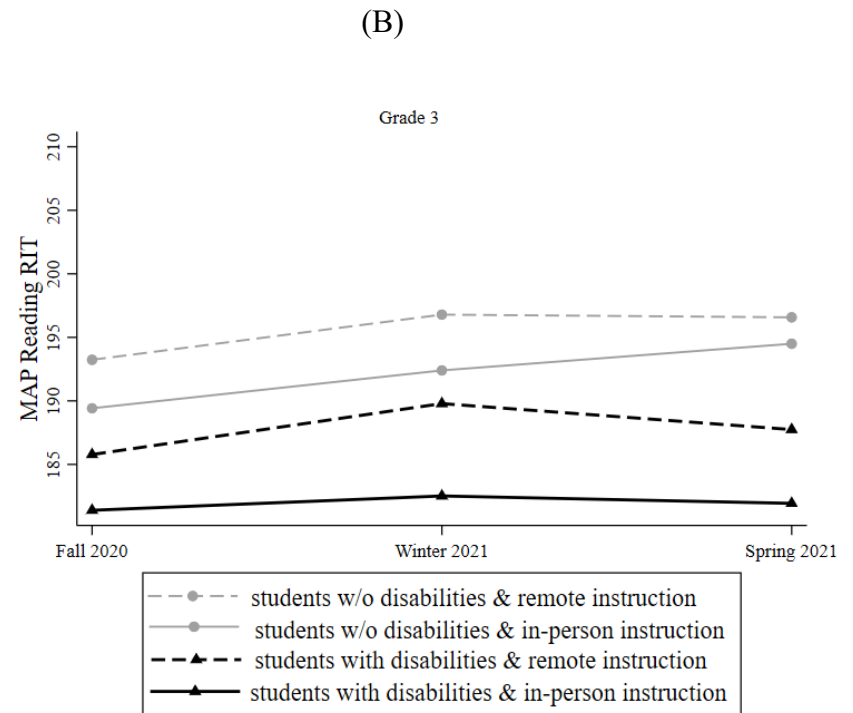 (B)
Grade 3
MAP Reading RIT
210
205
200
195
190
185
Fall 2020 Winter 2021 Spring 2021
students w/o disabilities & remote instruction
students w/o disabilities & in-person instruction
students with disabilities & remote instruction
students with disabilities & in-person instruction